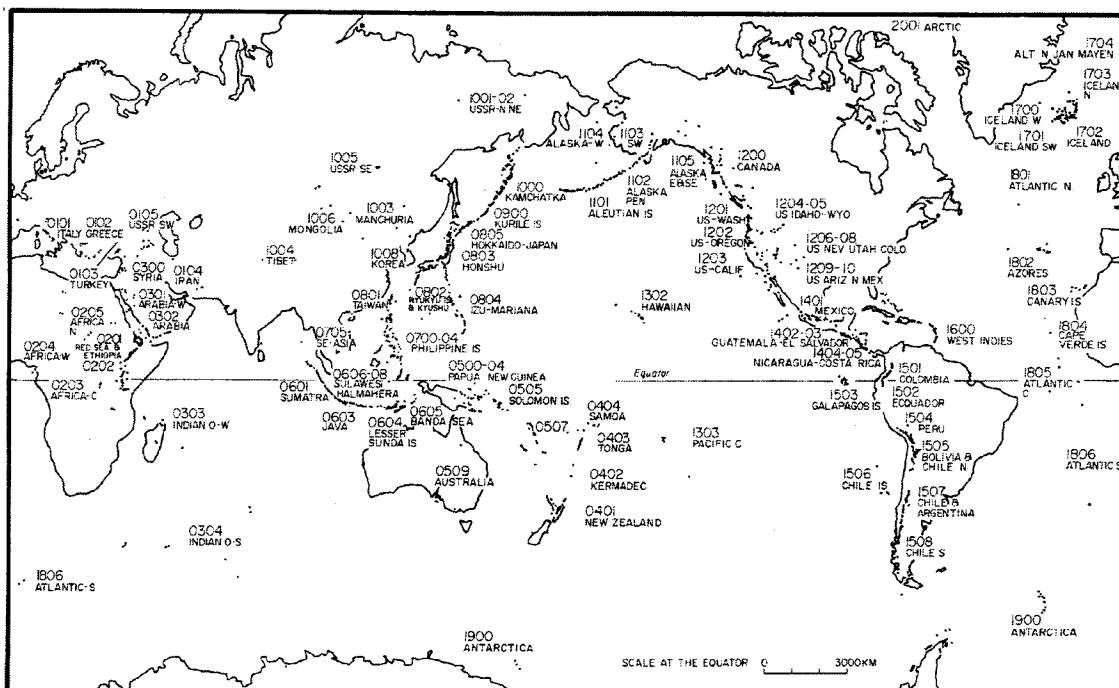 2001 ARCTIC
1704
ALT N JAN MAYEN
1703
ICELAN
N
1700
ICELAND W
1701
ICELAND SW
1702
ICELAND
1801
ATLANTIC N.
1001-02
USSR-N NE
1104
ALASKA-W
1103
SW
1105
ALASKA
E&SE
1200
CANADA
1005
USSR SE
1000
KAMCHATKA
1102
ALASKA
PEN
1101
ALEUTIAN IS
1201
US-WASH
1204-05
US IDAHO-WYO
1202
US-OREGON
1206-08
US NEV UTAH COLO.
1203
US-CALIF
1209-10
US ARIZ N MEX
0101
ITALY
0102
GREECE
0105
USSR SW
1006
MONGOLIA
1003
MANCHURIA
0900
KURILE IS
0805
HOKKAIDO-JAPAN
1004
TIBET
1008
KOREA
0803
HONSHU
0103
TURKEY
0300
SYRIA
0104
IRAN
0301
ARABIA-W
0302
ARABIA
0801
TAIWAN
0802
RYUKYU IS
& KYUSHU
0804
IZU-MARIANA
1302
HAWAIIAN
1401
MEXICO
1802
AZORES
1803
CANARY IS
0205
AFRICA
N
0204
AFRICA-W
0201
RED SEA &
ETHIOPIA
0202
0705
SE-ASIA
0700-04
PHILIPPINE IS
1402-03
GUATEMALA-EL SALVADOR
1404-05
NICARAGUA-COSTA RICA
1600
WEST INDIES
1804
CAPE
VERDE IS
0203
AFRICA-C
0601
SUMATRA
0606-08
SULAWESI
HALMAHERA
0500-04
PAPUA NEW GUINEA
Equator
1501
COLOMBIA
1805
ATLANTIC
C
0505
SOLOMON IS
1503
GALAPAGOS IS
1502
ECQUADOR
0303
INDIAN O-W
0603
JAVA
0604
LESSER
SUNDA IS
0605
BANDA SEA
0507
0404
SAMOA
0403
TONGA
1303
PACIFIC C
1504
PERU
1505
BOLIVIA &
CHILE N
0509
AUSTRALIA
0402
KERMADEC
1506
CHILE IS
1806
ATLANTIC S
0401
NEW ZEALAND
1507
CHILE &
ARGENTINA
0304
INDIAN O-S
1508
CHILE S
1806
ATLANTIC-S
1900
ANTARCTICA
1900
ANTARCTICA
SCALE AT THE EQUATOR 0 3000KM